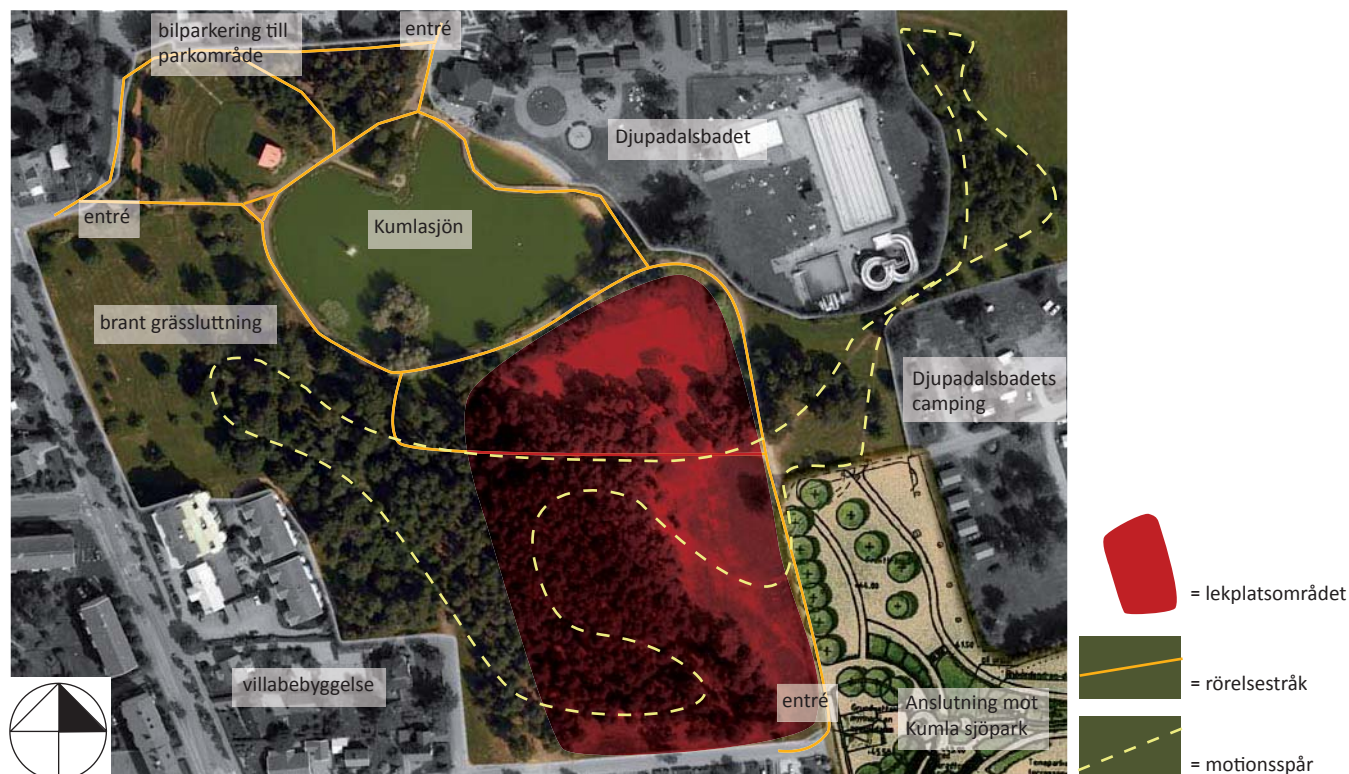 bilparkering till
parkområde
entré
Djupadalsbadet
entré
Kumlasjön
brant grässluttning
Djupadalsbadets
camping
= lekplatsområdet
villabebyggelse
entré
Anslutning mot
Kumla sjöpark
= rörelsestråk
= motionsspår